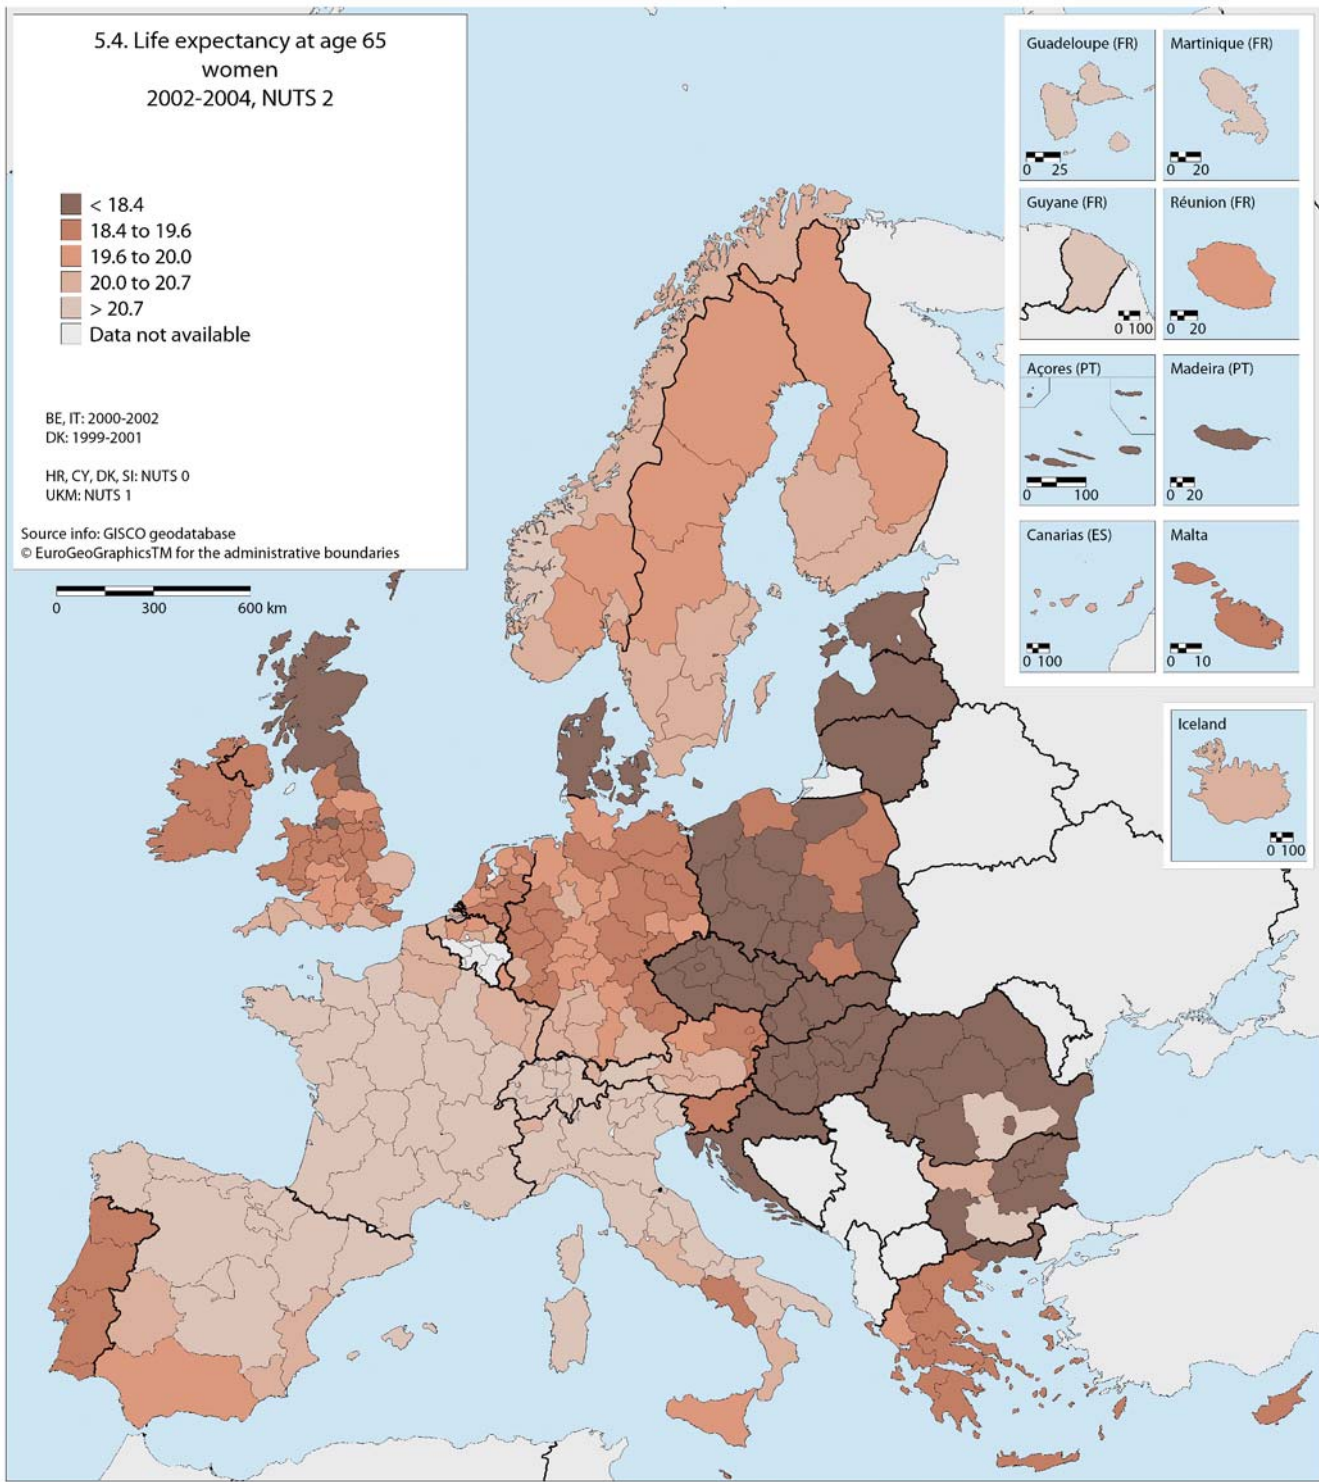 5.4. Life expectancy at age 65
women
2002-2004, NUTS 2
< 18.4
18.4 to 19.6
19.6 to 20.0
20.0 to 20.7
> 20.7
Data not available
BE, IT: 2000-2002
DK: 1999-2001
HR, CY, DK, SI: NUTS 0
UKM: NUTS 1
Source info: GISCO geodatabase
© EuroGeoGraphicsTM for the administrative boundaries
0 300 600 km
Guadeloupe (FR)
0 25
Martinique (FR)
0 20
Guyane (FR)
0 100
Réunion (FR)
0 20
Açores (PT)
0 100
Madeira (PT)
0 20
Canarias (ES)
0 100
Malta
0 10
Iceland
0 100